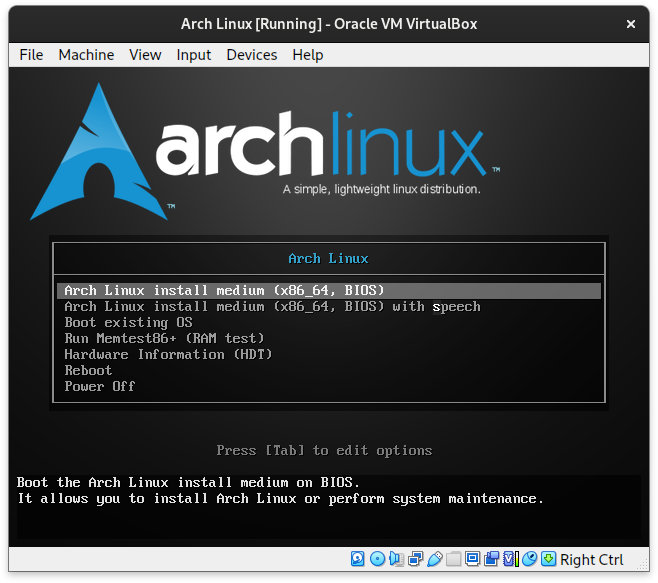 Arch Linux [Running] - Oracle VM VirtualBox ×
File Machine View Input Devices Help
archlinux™
A simple, lightweight linux distribution.
™
Arch Linux
Arch Linux install medium (x86_64, BIOS)
Arch Linux install medium (x86_64, BIOS) with speech
Boot existing OS
Run Memtest86+ (RAM test)
Hardware Information (HDT)
Reboot
Power Off
Press [Tab] to edit options
Boot the Arch Linux install medium on BIOS.
It allows you to install Arch Linux or perform system maintenance.
Right Ctrl